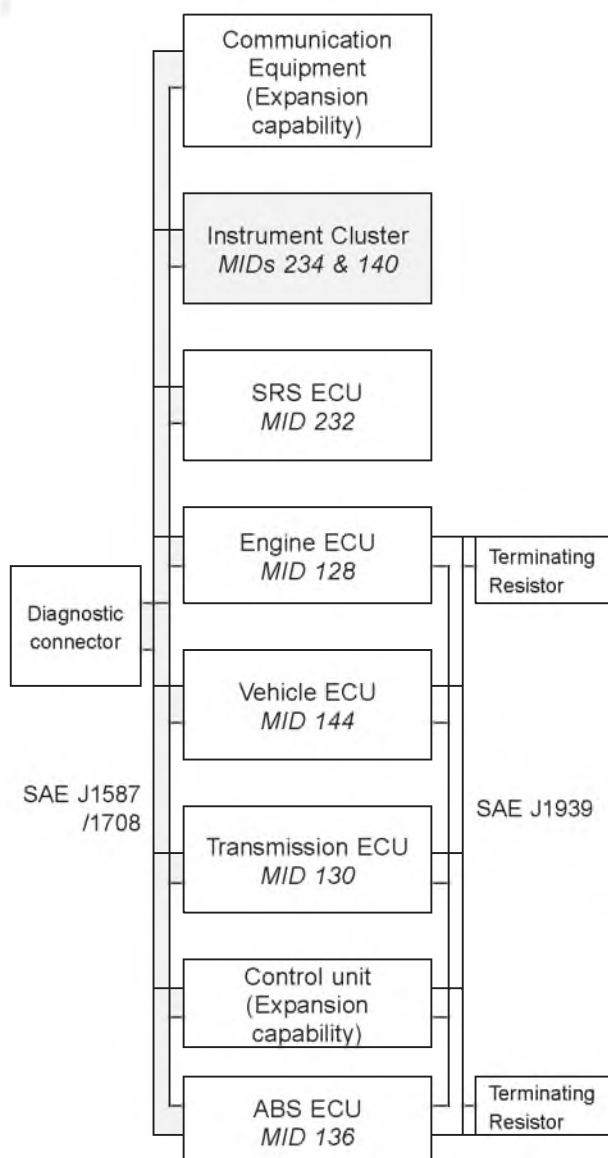 Communication
Equipment
(Expansion
capability)
Instrument Cluster
MIDs 234 & 140
SRS ECU
MID 232
Engine ECU
MID 128
Terminating
Resistor
Diagnostic
connector
Vehicle ECU
MID 144
SAE J1587
/1708
SAE J1939
Transmission ECU
MID 130
Control unit
(Expansion
capability)
ABS ECU
MID 136
Terminating
Resistor